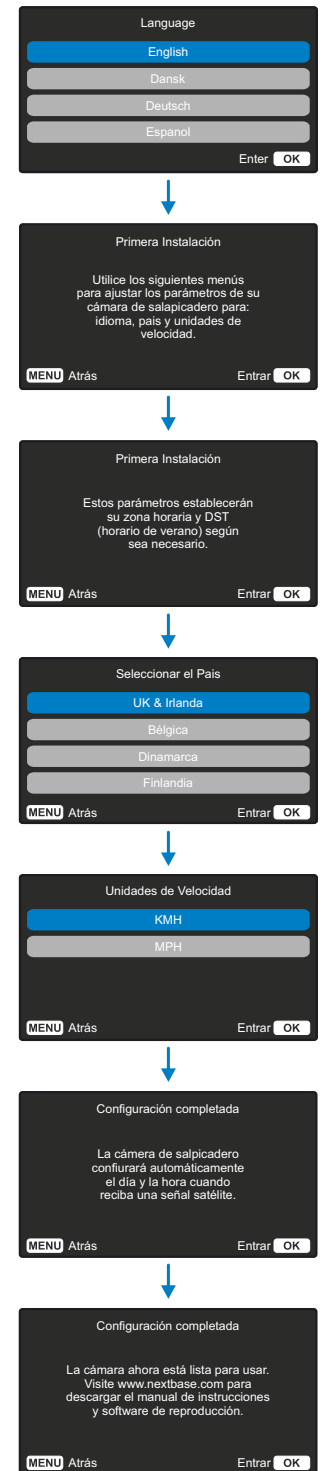 Language
English
Dansk
Deutsch
Espanol
Enter OK
Primera Instalación
Utilice los siguientes menús
para ajustar los parámetros de su
cámara de salapicadero para:
idioma, pais y unidades de
velocidad.
MENU Atrás Entrar OK
Primera Instalación
Estos parámetros establecerán
su zona horaria y DST
(horario de verano) según
sea necesario.
MENU Atrás Entrar OK
Seleccionar el Pais
UK & Irlanda
Bélgica
Dinamarca
Finlandia
MENU Atrás Entrar OK
Unidades de Velocidad
KMH
MPH
MENU Atrás Entrar OK
Configuración completada
La cámera de salpicadero
confiurará automáticamente
el día y la hora cuando
reciba una señal satélite.
MENU Atrás Entrar OK
Configuración completada
La cámara ahora está lista para usar.
Visite www.nextbase.com para
descargar el manual de instrucciones
y software de reproducción.
MENU Atrás Entrar OK